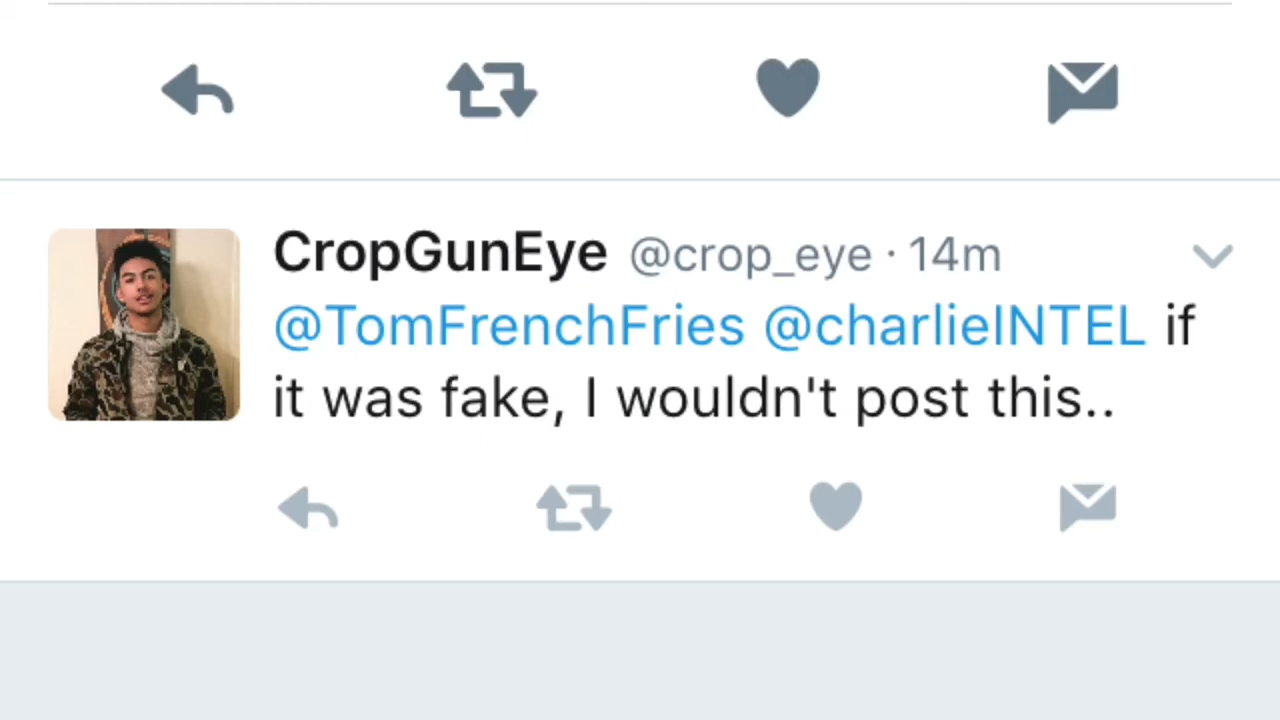 CropGunEye @crop_eye · 14m
@TomFrenchFries @charlieINTEL if
it was fake, I wouldn't post this..